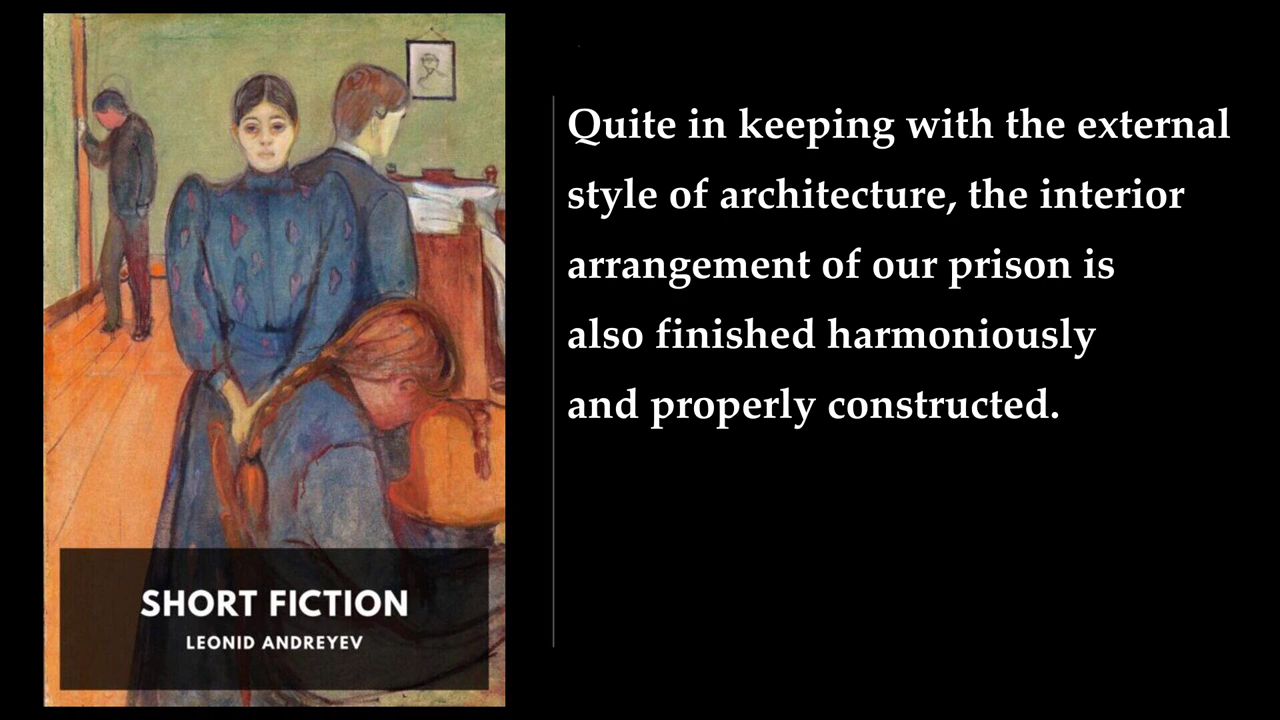 Quite in keeping with the external
style of architecture, the interior
arrangement of our prison is
also finished harmoniously
and properly constructed.
SHORT FICTION
LEONID ANDREYEV